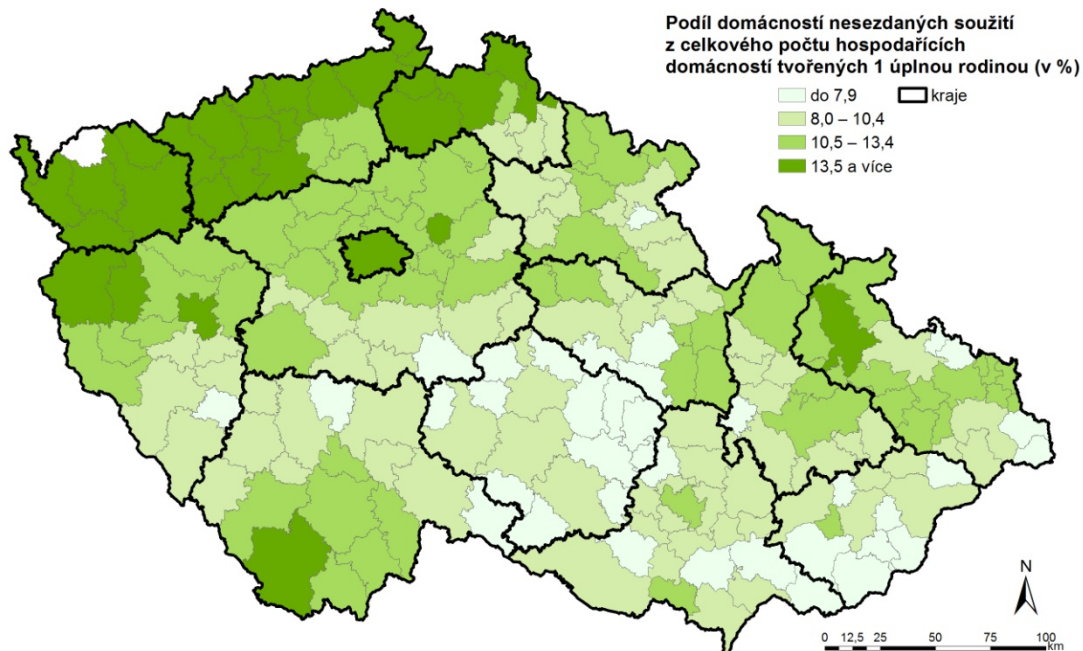 Podíl domácností nesezdaných soužití
z celkového počtu hospodařících
domácností tvořených 1 úplnou rodinou (v %)
do 7,9 kraje
8,0 – 10,4
10,5 – 13,4
13,5 a více
N
0 12,5 25 50 75 100
km